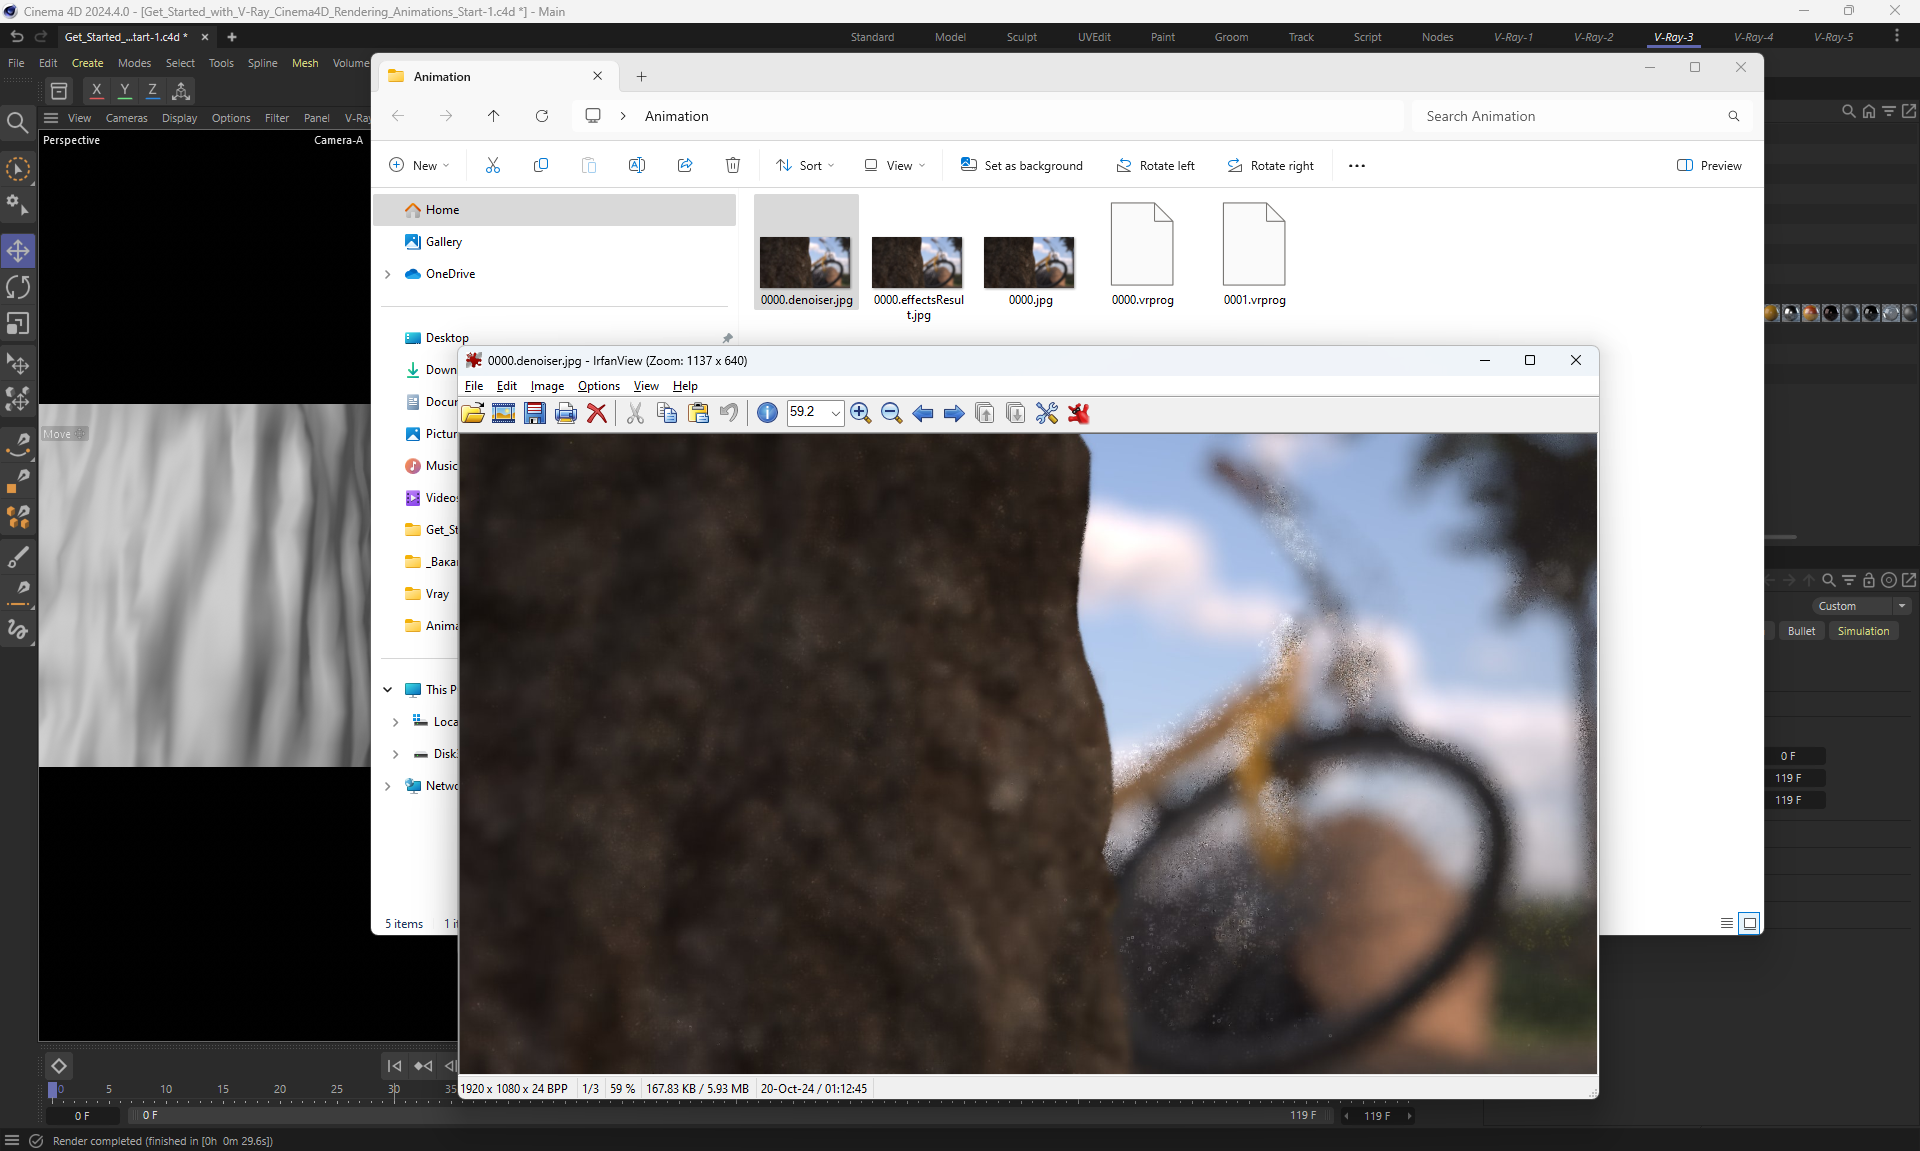 Cinema 4D 2024.4.0 - [Get_Started_with_V-Ray_Cinema4D_Rendering_Animations_Start-1.c4d *] - Main
Get_Started_...tart-1.c4d *
Standard Model Sculpt UVEdit Paint Groom Track Script Nodes V-Ray-1 V-Ray-2 V-Ray-3 V-Ray-4 V-Ray-5
File Edit Create Modes Select Tools Spline Mesh Volume
Animation
X Y Z
View Cameras Display Options Filter Panel V-Ray
Animation
Search Animation
Perspective
Camera-A
New
Sort
View
Set as background
Rotate left
Rotate right
Preview
Home
Gallery
OneDrive
0000.denoiser.jpg
0000.effectsResul
t.jpg
0000.jpg
0000.vrprog
0001.vrprog
Desktop
Down
Docur
Pictur
Music
Videos
Get_St
_Вака
Vray
Anima
This P
Loca
Disk
Netwo
5 items
1 it
0000.denoiser.jpg - IrfanView (Zoom: 1137 x 640)
File Edit Image Options View Help
59.2
Move
Custom
Bullet
Simulation
0 F
119 F
119 F
0 5 10 15 20 25 30 35
1920 x 1080 x 24 BPP 1/3 59 % 167.83 KB / 5.93 MB 20-Oct-24 / 01:12:45
0 F
0 F
119 F
119 F
Render completed (finished in [0h 0m 29.6s])